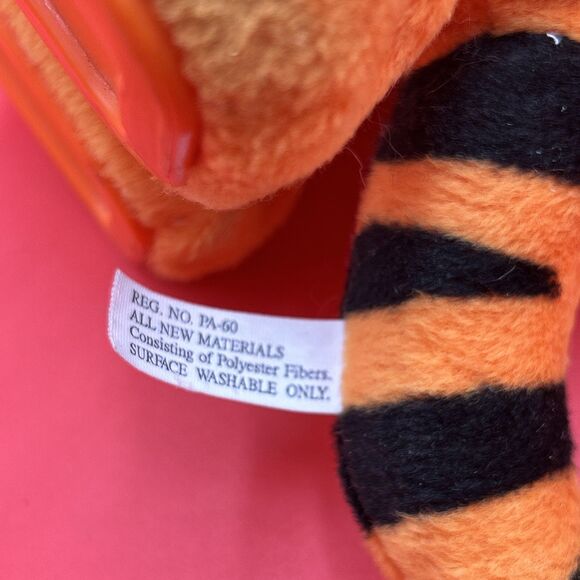 REG. NO. PA-60
ALL NEW MATERIALS
Consisting of Polyester Fibers.
SURFACE WASHABLE ONLY.